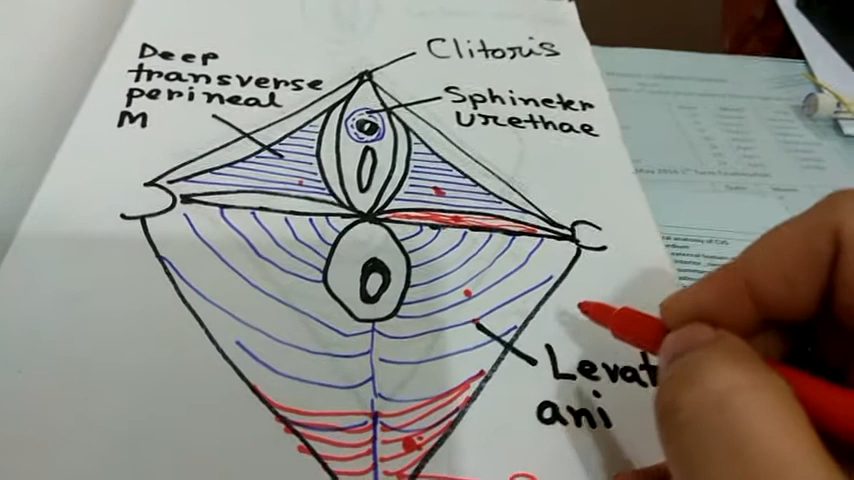 Deep
transverse
perineal
M
Clitoris
Sphincter
urethae
Levat
ani